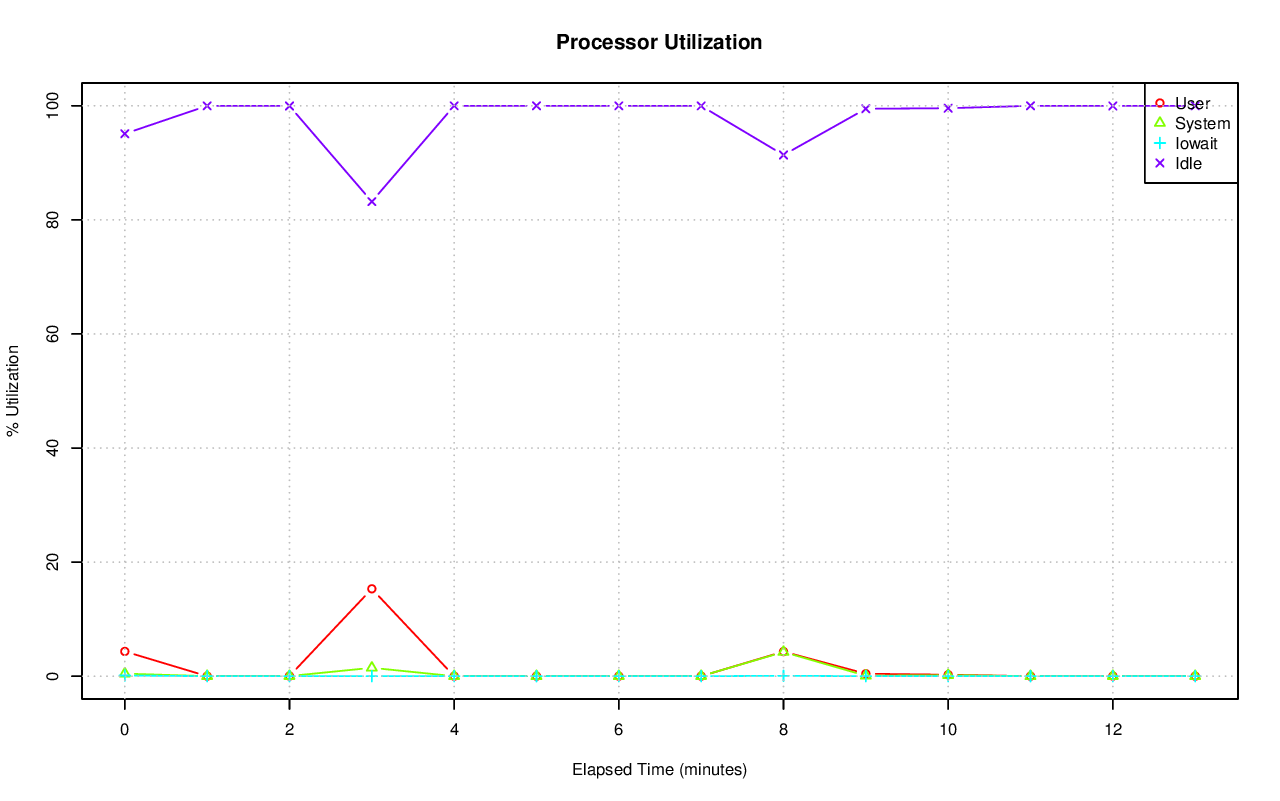 Processor Utilization
100
80
60
40
20
0
% Utilization
User
System
Iowait
Idle
0 2 4 6 8 10 12
Elapsed Time (minutes)